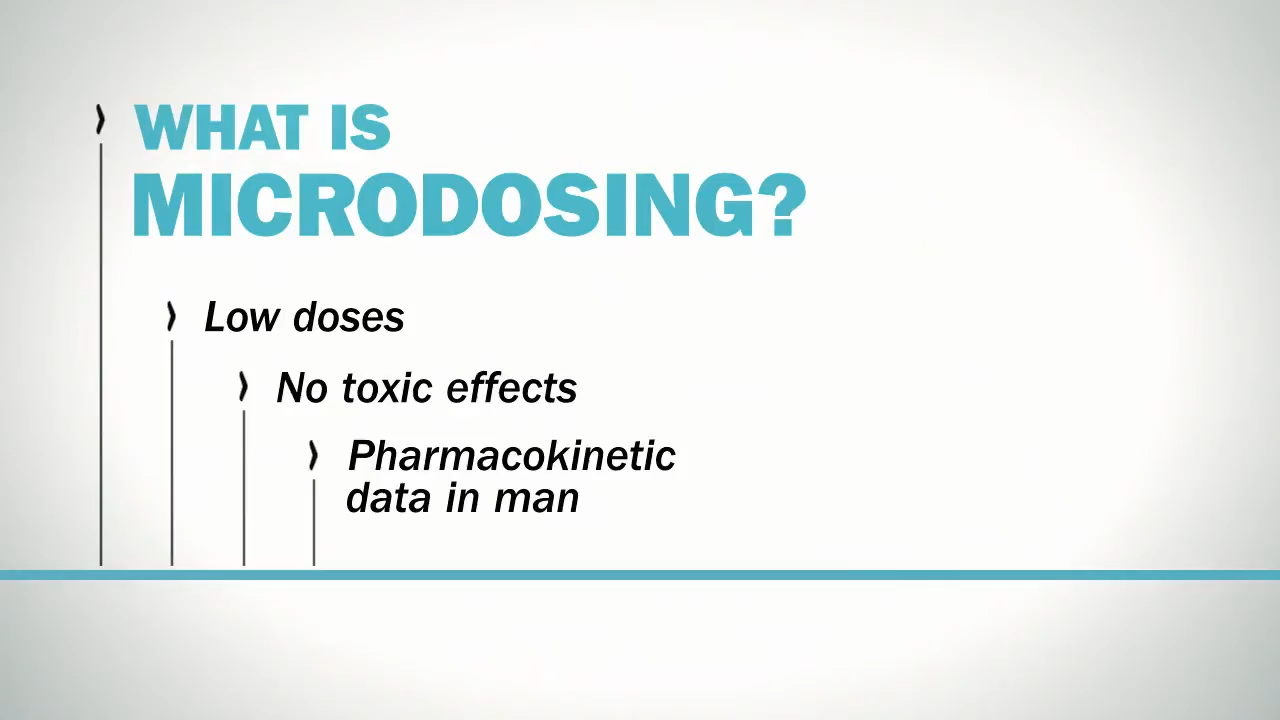 WHAT IS
MICRODOSING?
Low doses
No toxic effects
Pharmacokinetic
data in man